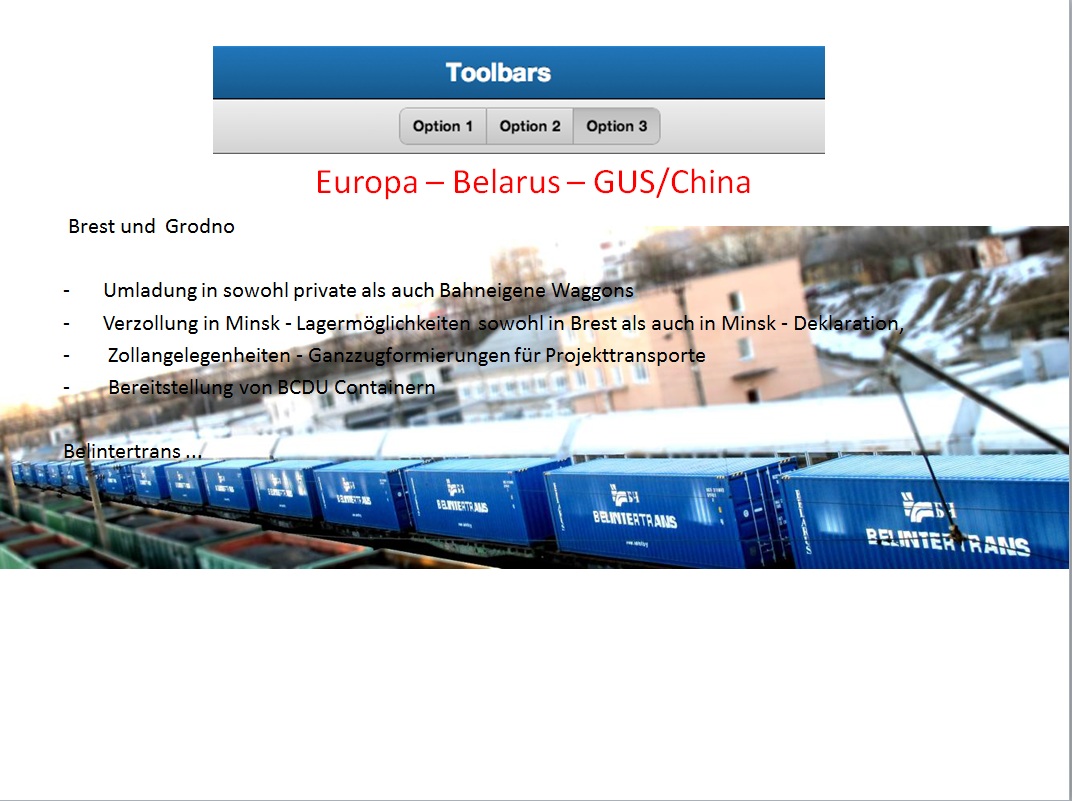 Toolbars
Option 1 Option 2 Option 3
Europa – Belarus – GUS/China
Brest und Grodno
- Umladung in sowohl private als auch Bahneigene Waggons
- Verzollung in Minsk - Lagermöglichkeiten sowohl in Brest als auch in Minsk - Deklaration,
- Zollangelegenheiten - Ganzzugformierungen für Projekttransporte
- Bereitstellung von BCDU Containern
Belintertrans ...
BELINTERTRANS
BELINTERTRANS
BELINTERTRANS